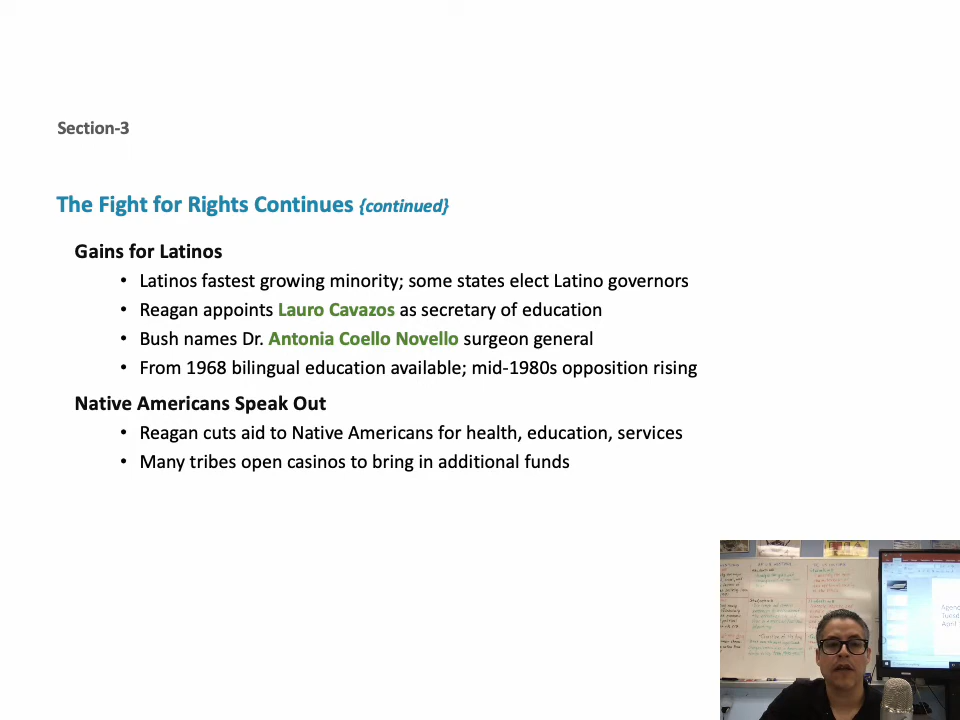 Section-3
The Fight for Rights Continues {continued}
Gains for Latinos
• Latinos fastest growing minority; some states elect Latino governors
• Reagan appoints Lauro Cavazos as secretary of education
• Bush names Dr. Antonia Coello Novello surgeon general
• From 1968 bilingual education available; mid-1980s opposition rising
Native Americans Speak Out
• Reagan cuts aid to Native Americans for health, education, services
• Many tribes open casinos to bring in additional funds
Agen
Tuesd
April